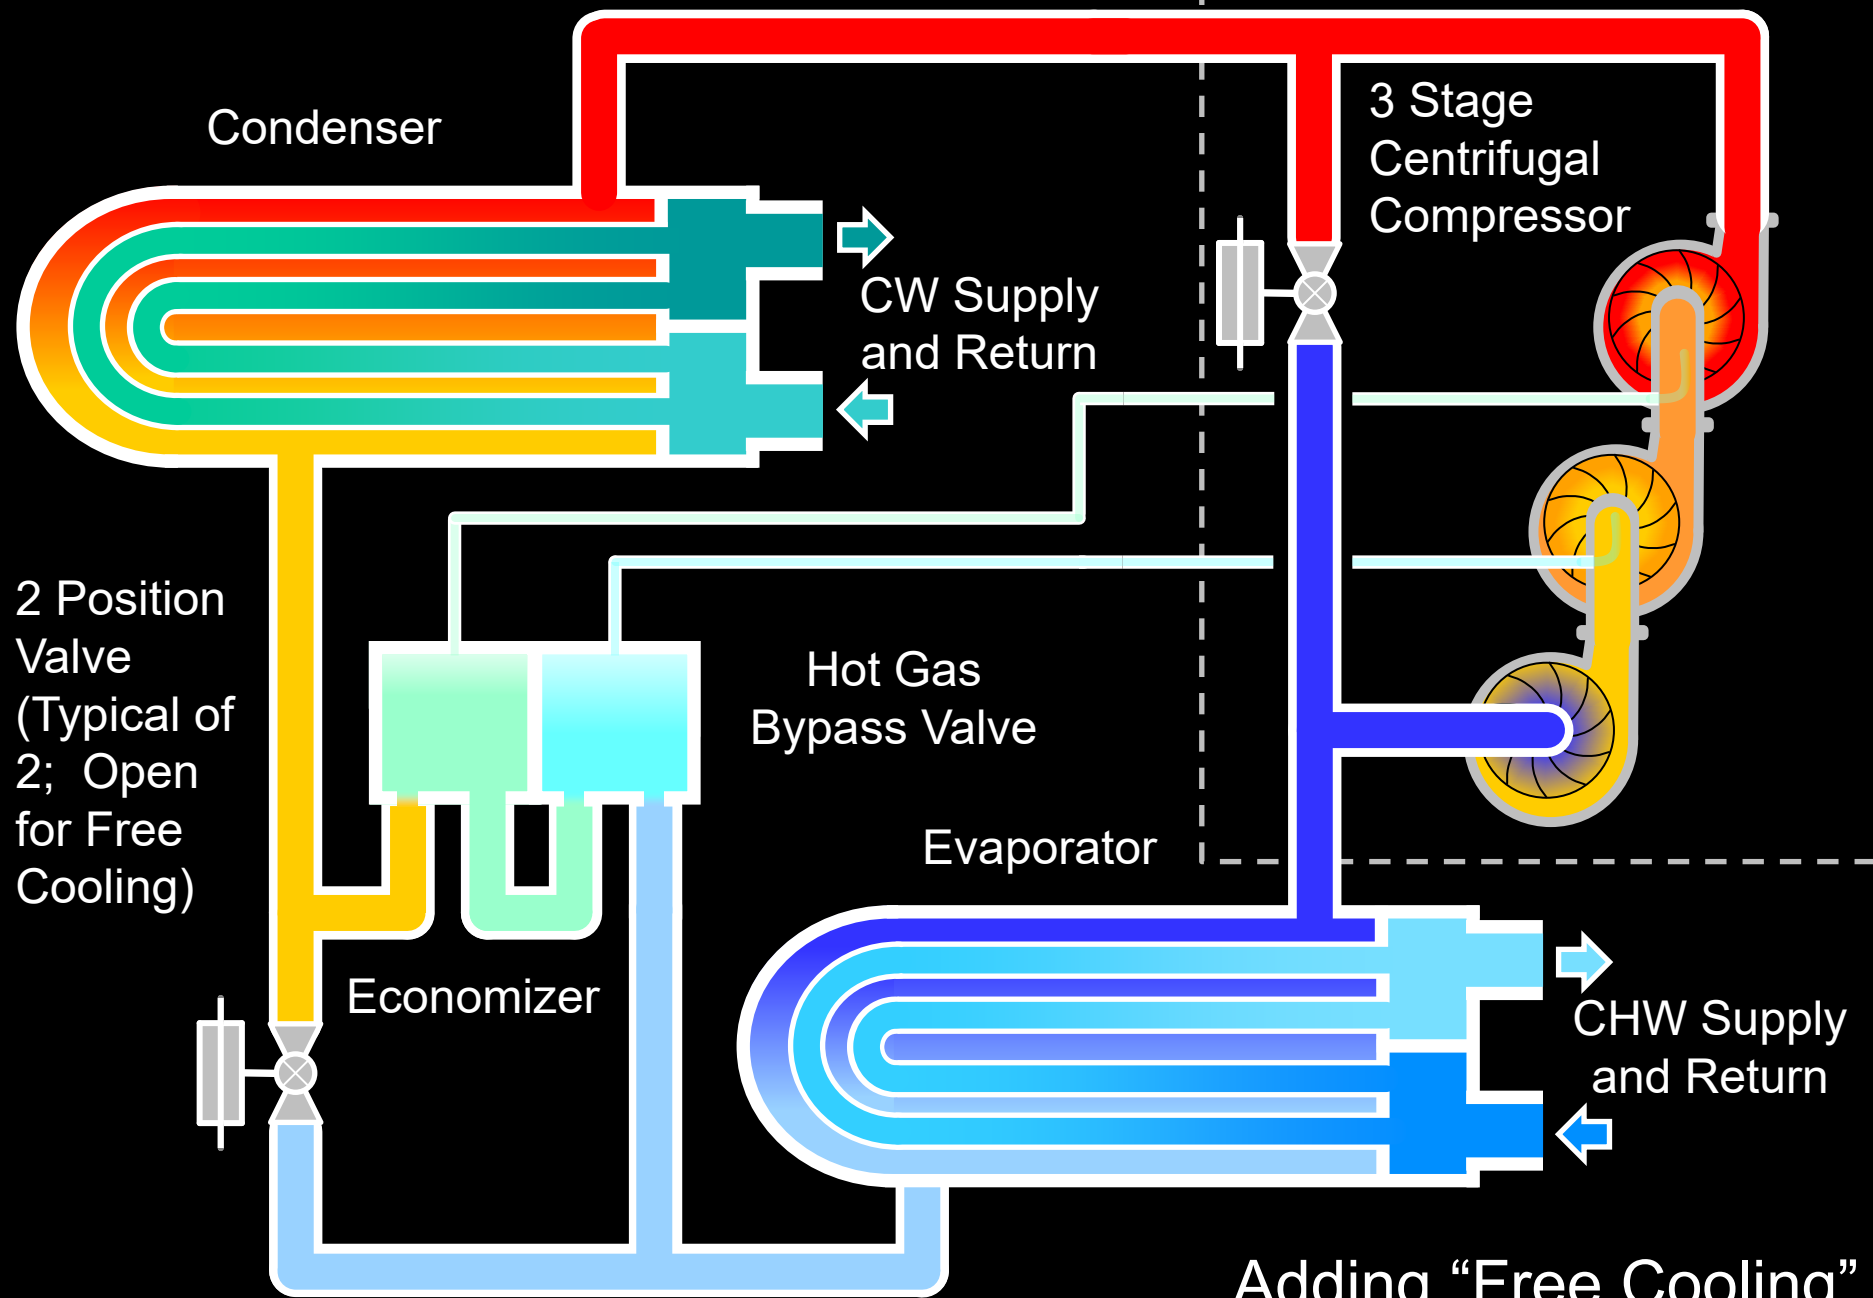 Condenser
3 Stage
Centrifugal
Compressor
CW Supply
and Return
2 Position
Valve
(Typical of
2;  Open
for Free
Cooling)
Hot Gas
Bypass Valve
Evaporator
Economizer
CHW Supply
and Return
Adding “Free Cooling”